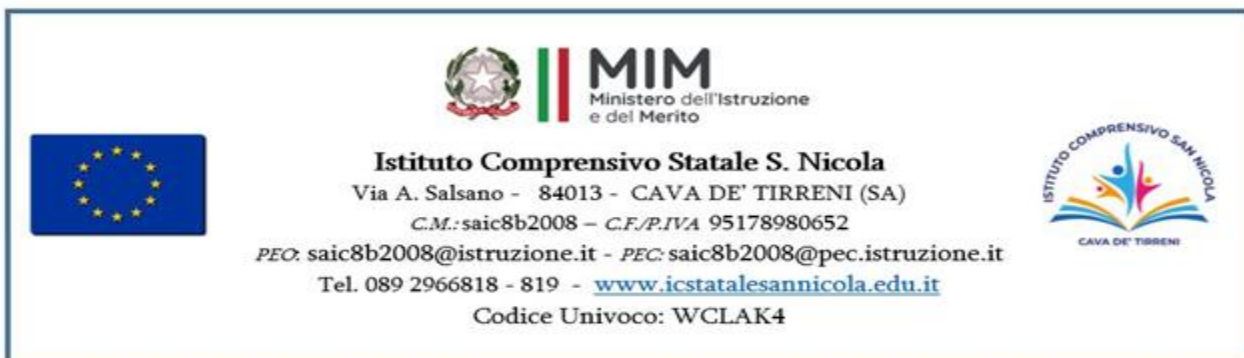 MIM
Ministero dell'Istruzione
e del Merito
Istituto Comprensivo Statale S. Nicola
Via A. Salsano - 84013 - CAVA DE' TIRRENI (SA)
C.M.: saic8b2008 – C.F./P.IVA 95178980652
PEO: saic8b2008@istruzione.it - PEC: saic8b2008@pec.istruzione.it
Tel. 089 2966818 - 819 - www.icstatalesannicola.edu.it
Codice Univoco: WCLAK4
ISTITUTO COMPRENSIVO SAN NICOLA
CAVA DE' TIRRENI